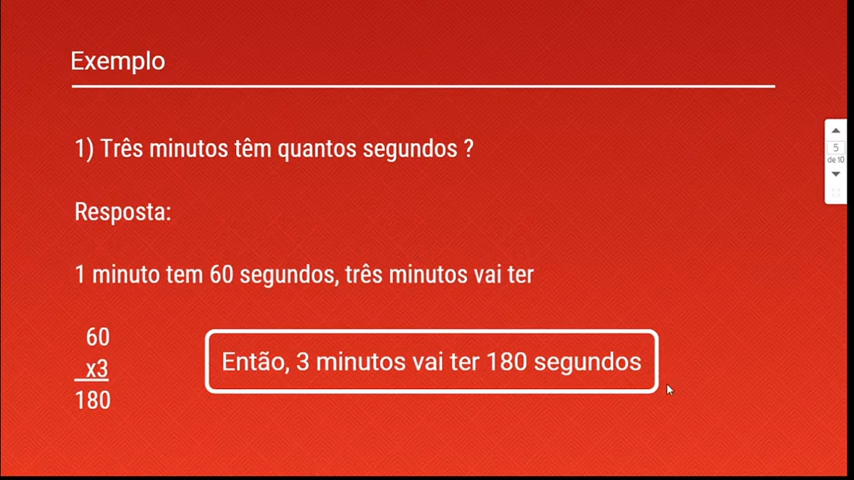 Exemplo
1) Três minutos têm quantos segundos ?
Resposta:
1 minuto tem 60 segundos, três minutos vai ter
60
x3
180
Então, 3 minutos vai ter 180 segundos
5
de 10